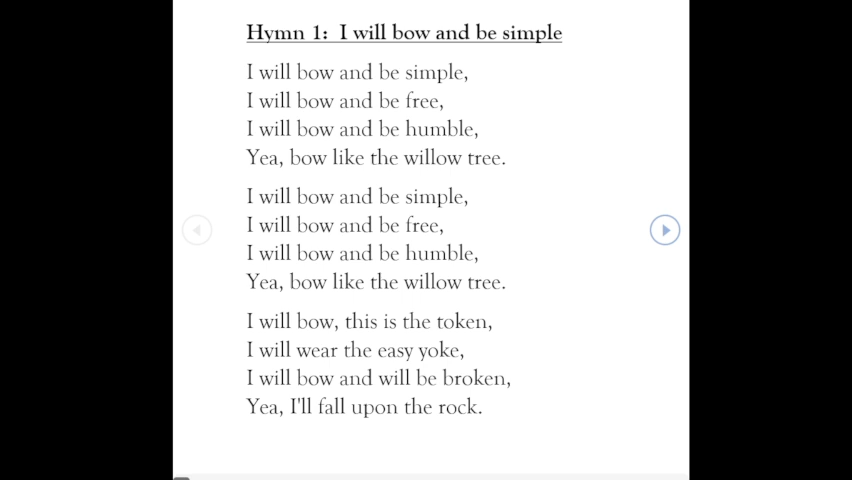 Hymn 1: I will bow and be simple
I will bow and be simple,
I will bow and be free,
I will bow and be humble,
Yea, bow like the willow tree.
I will bow and be simple,
I will bow and be free,
I will bow and be humble,
Yea, bow like the willow tree.
I will bow, this is the token,
I will wear the easy yoke,
I will bow and will be broken,
Yea, I'll fall upon the rock.